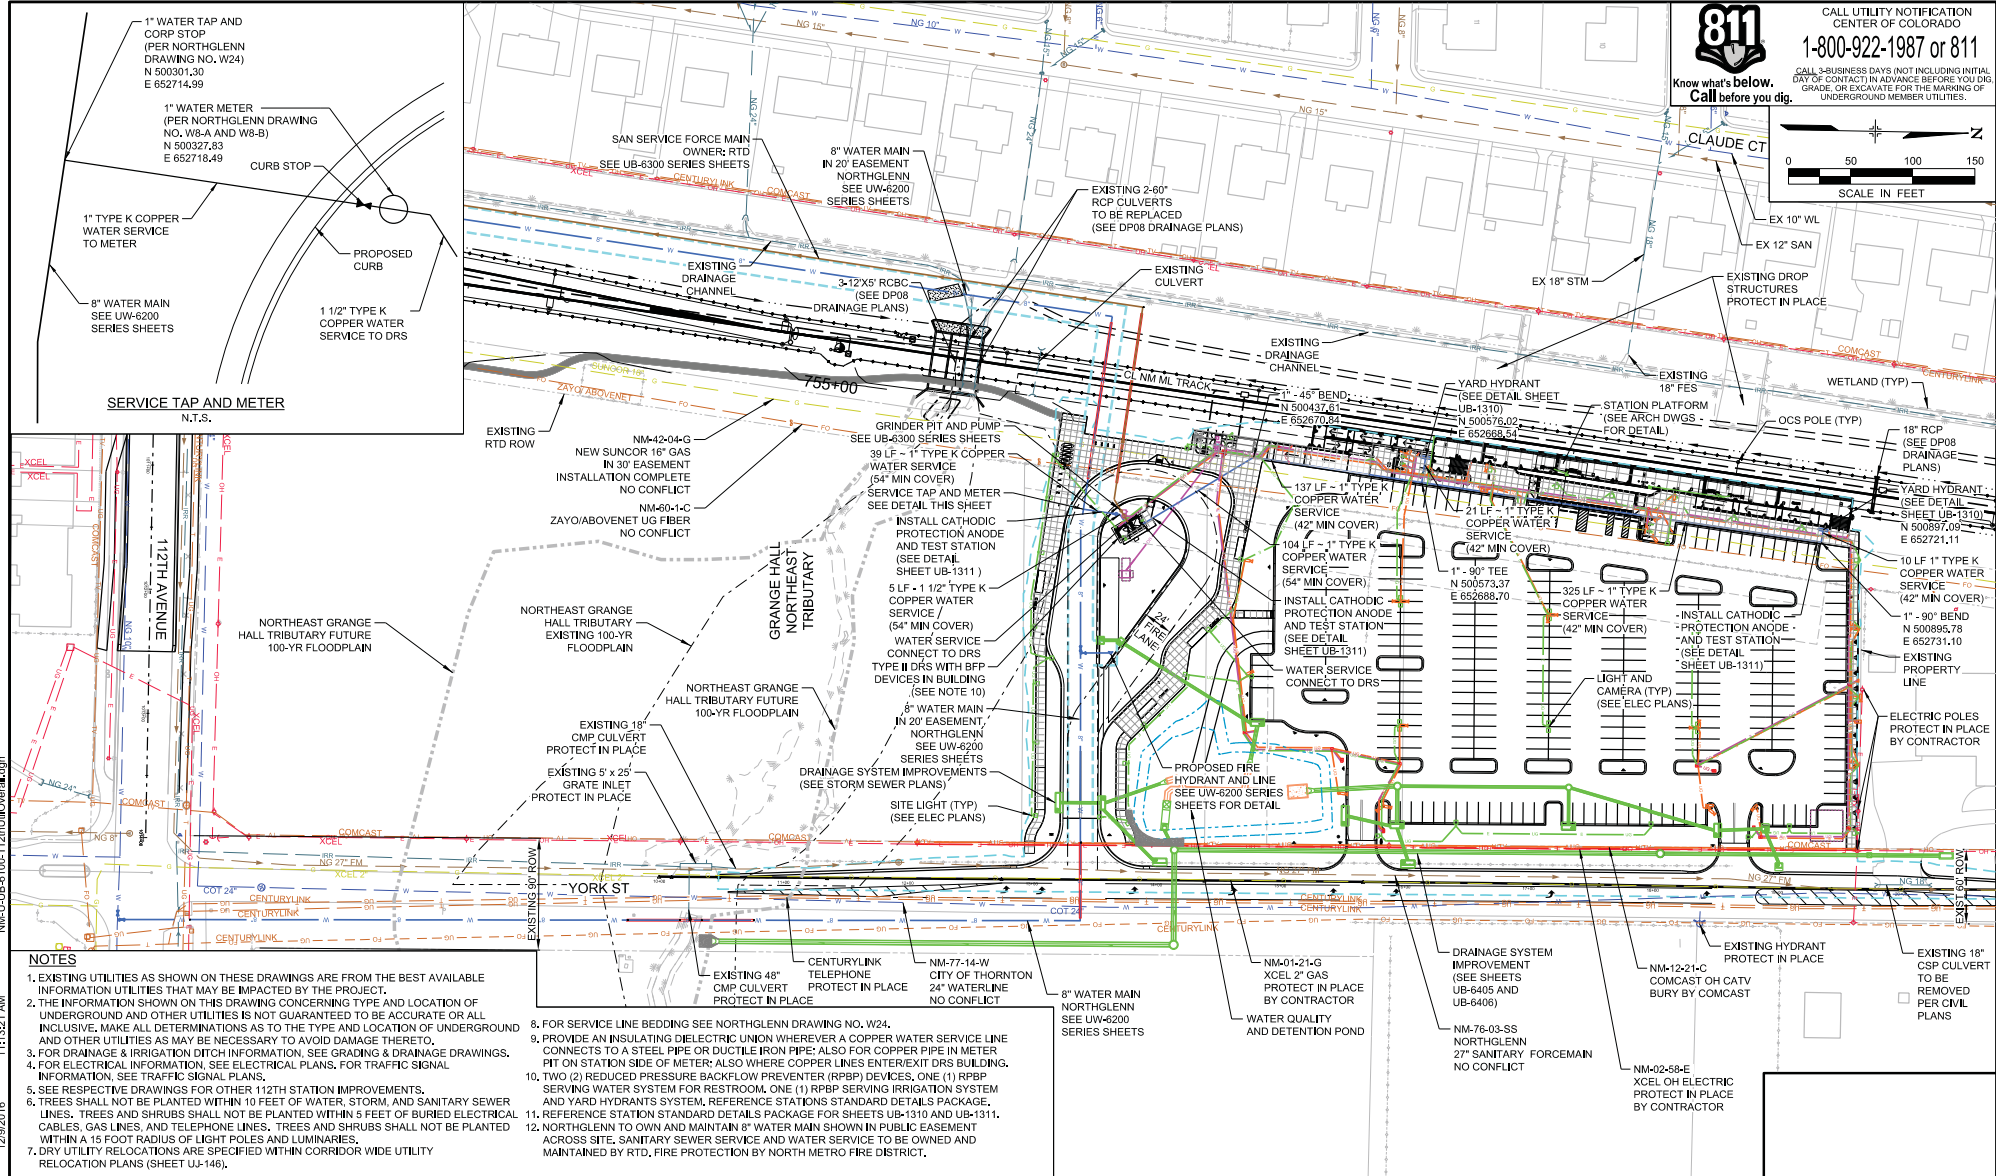 1" WATER TAP AND
CORP STOP
(PER NORTHGLENN
DRAWING NO. W24)
N 500301.30
E 652714.99
1" WATER METER
(PER NORTHGLENN DRAWING
NO. W8-A AND W8-B)
N 500327.83
E 652718.49
CURB STOP
1" TYPE K COPPER
WATER SERVICE
TO METER
PROPOSED
CURB
8" WATER MAIN
SEE UW-6200
SERIES SHEETS
1 1/2" TYPE K
COPPER WATER
SERVICE TO DRS
SERVICE TAP AND METER
N.T.S.
811
Know what's below.
Call before you dig.
CALL UTILITY NOTIFICATION
CENTER OF COLORADO
1-800-922-1987 or 811
CALL 3-BUSINESS DAYS (NOT INCLUDING INITIAL
DAY OF CONTACT) IN ADVANCE BEFORE YOU DIG,
GRADE, OR EXCAVATE FOR THE MARKING OF
UNDERGROUND MEMBER UTILITIES.
N
0 50 100 150
SCALE IN FEET
CLAUDE CT
EX 10" WL
EX 12" SAN
EX 18" STM
EXISTING DROP
STRUCTURES
PROTECT IN PLACE
SAN SERVICE FORCE MAIN
OWNER: RTD
SEE UB-6300 SERIES SHEETS
8" WATER MAIN
IN 20' EASEMENT
NORTHGLENN
SEE UW-6200
SERIES SHEETS
EXISTING 2-60"
RCP CULVERTS
TO BE REPLACED
(SEE DP08 DRAINAGE PLANS)
EXISTING
DRAINAGE
CHANNEL
3-12'X5' RCBC
(SEE DP08
DRAINAGE PLANS)
EXISTING
CULVERT
EXISTING
DRAINAGE
CHANNEL
EXISTING
18" FES
WETLAND (TYP)
755+00
CL NM ML TRACK
EXISTING
RTD ROW
NM-42-04-G
NEW SUNCOR 16" GAS
IN 30' EASEMENT
INSTALLATION COMPLETE
NO CONFLICT
NM-60-1-C
ZAYO/ABOVENET UG FIBER
NO CONFLICT
GRINDER PIT AND PUMP
SEE UB-6300 SERIES SHEETS
39 LF ~ 1" TYPE K COPPER
WATER SERVICE
(54" MIN COVER)
SERVICE TAP AND METER
SEE DETAIL THIS SHEET
INSTALL CATHODIC
PROTECTION ANODE
AND TEST STATION
(SEE DETAIL
SHEET UB-1311 )
5 LF - 1 1/2" TYPE K
COPPER WATER
SERVICE
(54" MIN COVER)
WATER SERVICE
CONNECT TO DRS
TYPE II DRS WITH BFP
DEVICES IN BUILDING
(SEE NOTE 10)
8" WATER MAIN
IN 20' EASEMENT
NORTHGLENN
SEE UW-6200
SERIES SHEETS
DRAINAGE SYSTEM IMPROVEMENTS
(SEE STORM SEWER PLANS)
SITE LIGHT (TYP)
(SEE ELEC PLANS)
1" - 45° BEND
N 500437.61
E 652670.84
YARD HYDRANT
(SEE DETAIL SHEET
UB-1310)
N 500576.02
E 652668.54
STATION PLATFORM
(SEE ARCH DWGS
FOR DETAIL)
OCS POLE (TYP)
18" RCP
(SEE DP08
DRAINAGE
PLANS)
YARD HYDRANT
(SEE DETAIL
SHEET UB-1310)
N 500897.09
E 652721.11
10 LF 1" TYPE K
COPPER WATER
SERVICE
(42" MIN COVER)
1" - 90° BEND
N 500895.78
E 652731.10
EXISTING
PROPERTY
LINE
ELECTRIC POLES
PROTECT IN PLACE
BY CONTRACTOR
137 LF ~ 1" TYPE K
COPPER WATER
SERVICE
(42" MIN COVER)
104 LF ~ 1" TYPE K
COPPER WATER
SERVICE
(54" MIN COVER)
INSTALL CATHODIC
PROTECTION ANODE
AND TEST STATION
(SEE DETAIL
SHEET UB-1311)
WATER SERVICE
CONNECT TO DRS
21 LF ~ 1" TYPE K
COPPER WATER
SERVICE
(42" MIN COVER)
1" - 90° TEE
N 500573.37
E 652688.70
325 LF ~ 1" TYPE K
COPPER WATER
SERVICE
(42" MIN COVER)
INSTALL CATHODIC
PROTECTION ANODE
AND TEST STATION
(SEE DETAIL
SHEET UB-1311)
LIGHT AND
CAMERA (TYP)
(SEE ELEC PLANS)
24'
FIRE
LANE
PROPOSED FIRE
HYDRANT AND LINE
SEE UW-6200 SERIES
SHEETS FOR DETAIL
112TH AVENUE
NORTHEAST GRANGE
HALL TRIBUTARY FUTURE
100-YR FLOODPLAIN
NORTHEAST GRANGE
HALL TRIBUTARY
EXISTING 100-YR
FLOODPLAIN
GRANGE HALL
NORTHEAST
TRIBUTARY
NORTHEAST GRANGE
HALL TRIBUTARY FUTURE
100-YR FLOODPLAIN
EXISTING 18"
CMP CULVERT
PROTECT IN PLACE
EXISTING 5' x 25'
GRATE INLET
PROTECT IN PLACE
EXISTING 90' ROW
YORK ST
EXIST 60' ROW
EXISTING 48"
CMP CULVERT
PROTECT IN PLACE
CENTURYLINK
TELEPHONE
PROTECT IN PLACE
NM-77-14-W
CITY OF THORNTON
24" WATERLINE
NO CONFLICT
8" WATER MAIN
NORTHGLENN
SEE UW-6200
SERIES SHEETS
NM-01-21-G
XCEL 2" GAS
PROTECT IN PLACE
BY CONTRACTOR
WATER QUALITY
AND DETENTION POND
DRAINAGE SYSTEM
IMPROVEMENT
(SEE SHEETS
UB-6405 AND
UB-6406)
NM-76-03-SS
NORTHGLENN
27" SANITARY FORCEMAIN
NO CONFLICT
NM-12-21-C
COMCAST OH CATV
BURY BY COMCAST
NM-02-58-E
XCEL OH ELECTRIC
PROTECT IN PLACE
BY CONTRACTOR
EXISTING HYDRANT
PROTECT IN PLACE
EXISTING 18"
CSP CULVERT
TO BE
REMOVED
PER CIVIL
PLANS
NOTES
1. EXISTING UTILITIES AS SHOWN ON THESE DRAWINGS ARE FROM THE BEST AVAILABLE
INFORMATION UTILITIES THAT MAY BE IMPACTED BY THE PROJECT.
2. THE INFORMATION SHOWN ON THIS DRAWING CONCERNING TYPE AND LOCATION OF
UNDERGROUND AND OTHER UTILITIES IS NOT GUARANTEED TO BE ACCURATE OR ALL
INCLUSIVE. MAKE ALL DETERMINATIONS AS TO THE TYPE AND LOCATION OF UNDERGROUND
AND OTHER UTILITIES AS MAY BE NECESSARY TO AVOID DAMAGE THERETO.
3. FOR DRAINAGE & IRRIGATION DITCH INFORMATION, SEE GRADING & DRAINAGE DRAWINGS.
4. FOR ELECTRICAL INFORMATION, SEE ELECTRICAL PLANS. FOR TRAFFIC SIGNAL
INFORMATION, SEE TRAFFIC SIGNAL PLANS.
5. SEE RESPECTIVE DRAWINGS FOR OTHER 112TH STATION IMPROVEMENTS.
6. TREES SHALL NOT BE PLANTED WITHIN 10 FEET OF WATER, STORM, AND SANITARY SEWER
LINES. TREES AND SHRUBS SHALL NOT BE PLANTED WITHIN 5 FEET OF BURIED ELECTRICAL
CABLES, GAS LINES, AND TELEPHONE LINES. TREES AND SHRUBS SHALL NOT BE PLANTED
WITHIN A 15 FOOT RADIUS OF LIGHT POLES AND LUMINARIES.
7. DRY UTILITY RELOCATIONS ARE SPECIFIED WITHIN CORRIDOR WIDE UTILITY
RELOCATION PLANS (SHEET UJ-146).
8. FOR SERVICE LINE BEDDING SEE NORTHGLENN DRAWING NO. W24.
9. PROVIDE AN INSULATING DIELECTRIC UNION WHEREVER A COPPER WATER SERVICE LINE
CONNECTS TO A STEEL PIPE OR DUCTILE IRON PIPE; ALSO FOR COPPER PIPE IN METER
PIT ON STATION SIDE OF METER; ALSO WHERE COPPER LINES ENTER/EXIT DRS BUILDING.
10. TWO (2) REDUCED PRESSURE BACKFLOW PREVENTER (RPBP) DEVICES. ONE (1) RPBP
SERVING WATER SYSTEM FOR RESTROOM. ONE (1) RPBP SERVING IRRIGATION SYSTEM
AND YARD HYDRANTS SYSTEM. REFERENCE STATIONS STANDARD DETAILS PACKAGE.
11. REFERENCE STATION STANDARD DETAILS PACKAGE FOR SHEETS UB-1310 AND UB-1311.
12. NORTHGLENN TO OWN AND MAINTAIN 8" WATER MAIN SHOWN IN PUBLIC EASEMENT
ACROSS SITE. SANITARY SEWER SERVICE AND WATER SERVICE TO BE OWNED AND
MAINTAINED BY RTD. FIRE PROTECTION BY NORTH METRO FIRE DISTRICT.